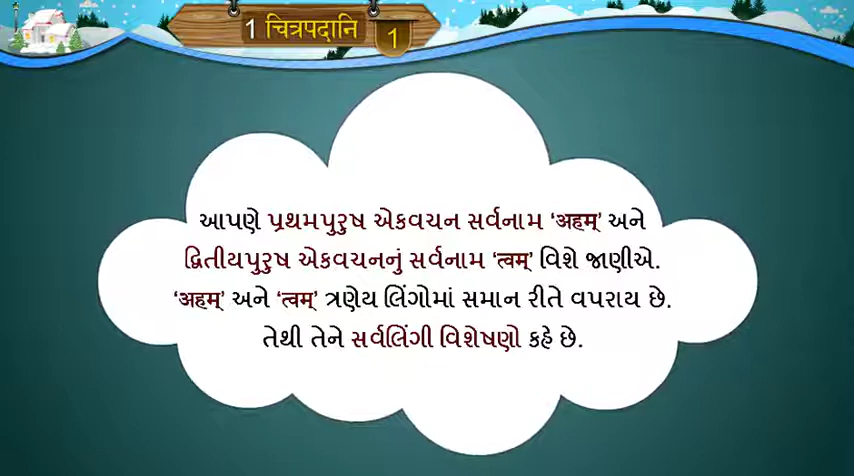 1 चित्रपदानि
1
આપણે પ્રથમપુરુષ એકવચન સર્વનામ ‘अहम्’ અને
દ્વિતીયપુરુષ એકવચનનું સર્વનામ ‘त्वम्’ વિશે જાણીએ.
‘अहम्’ અને ‘त्वम्’ ત્રણેય લિંગોમાં સમાન રીતે વપરાય છે.
તેથી તેને સર્વલિંગી વિશેષણો કહે છે.